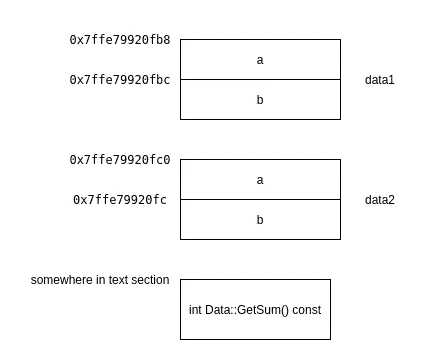 0x7ffe79920fb8
a
0x7ffe79920fbc
data1
b
0x7ffe79920fc0
a
0x7ffe79920fc
data2
b
somewhere in text section
int Data::GetSum() const